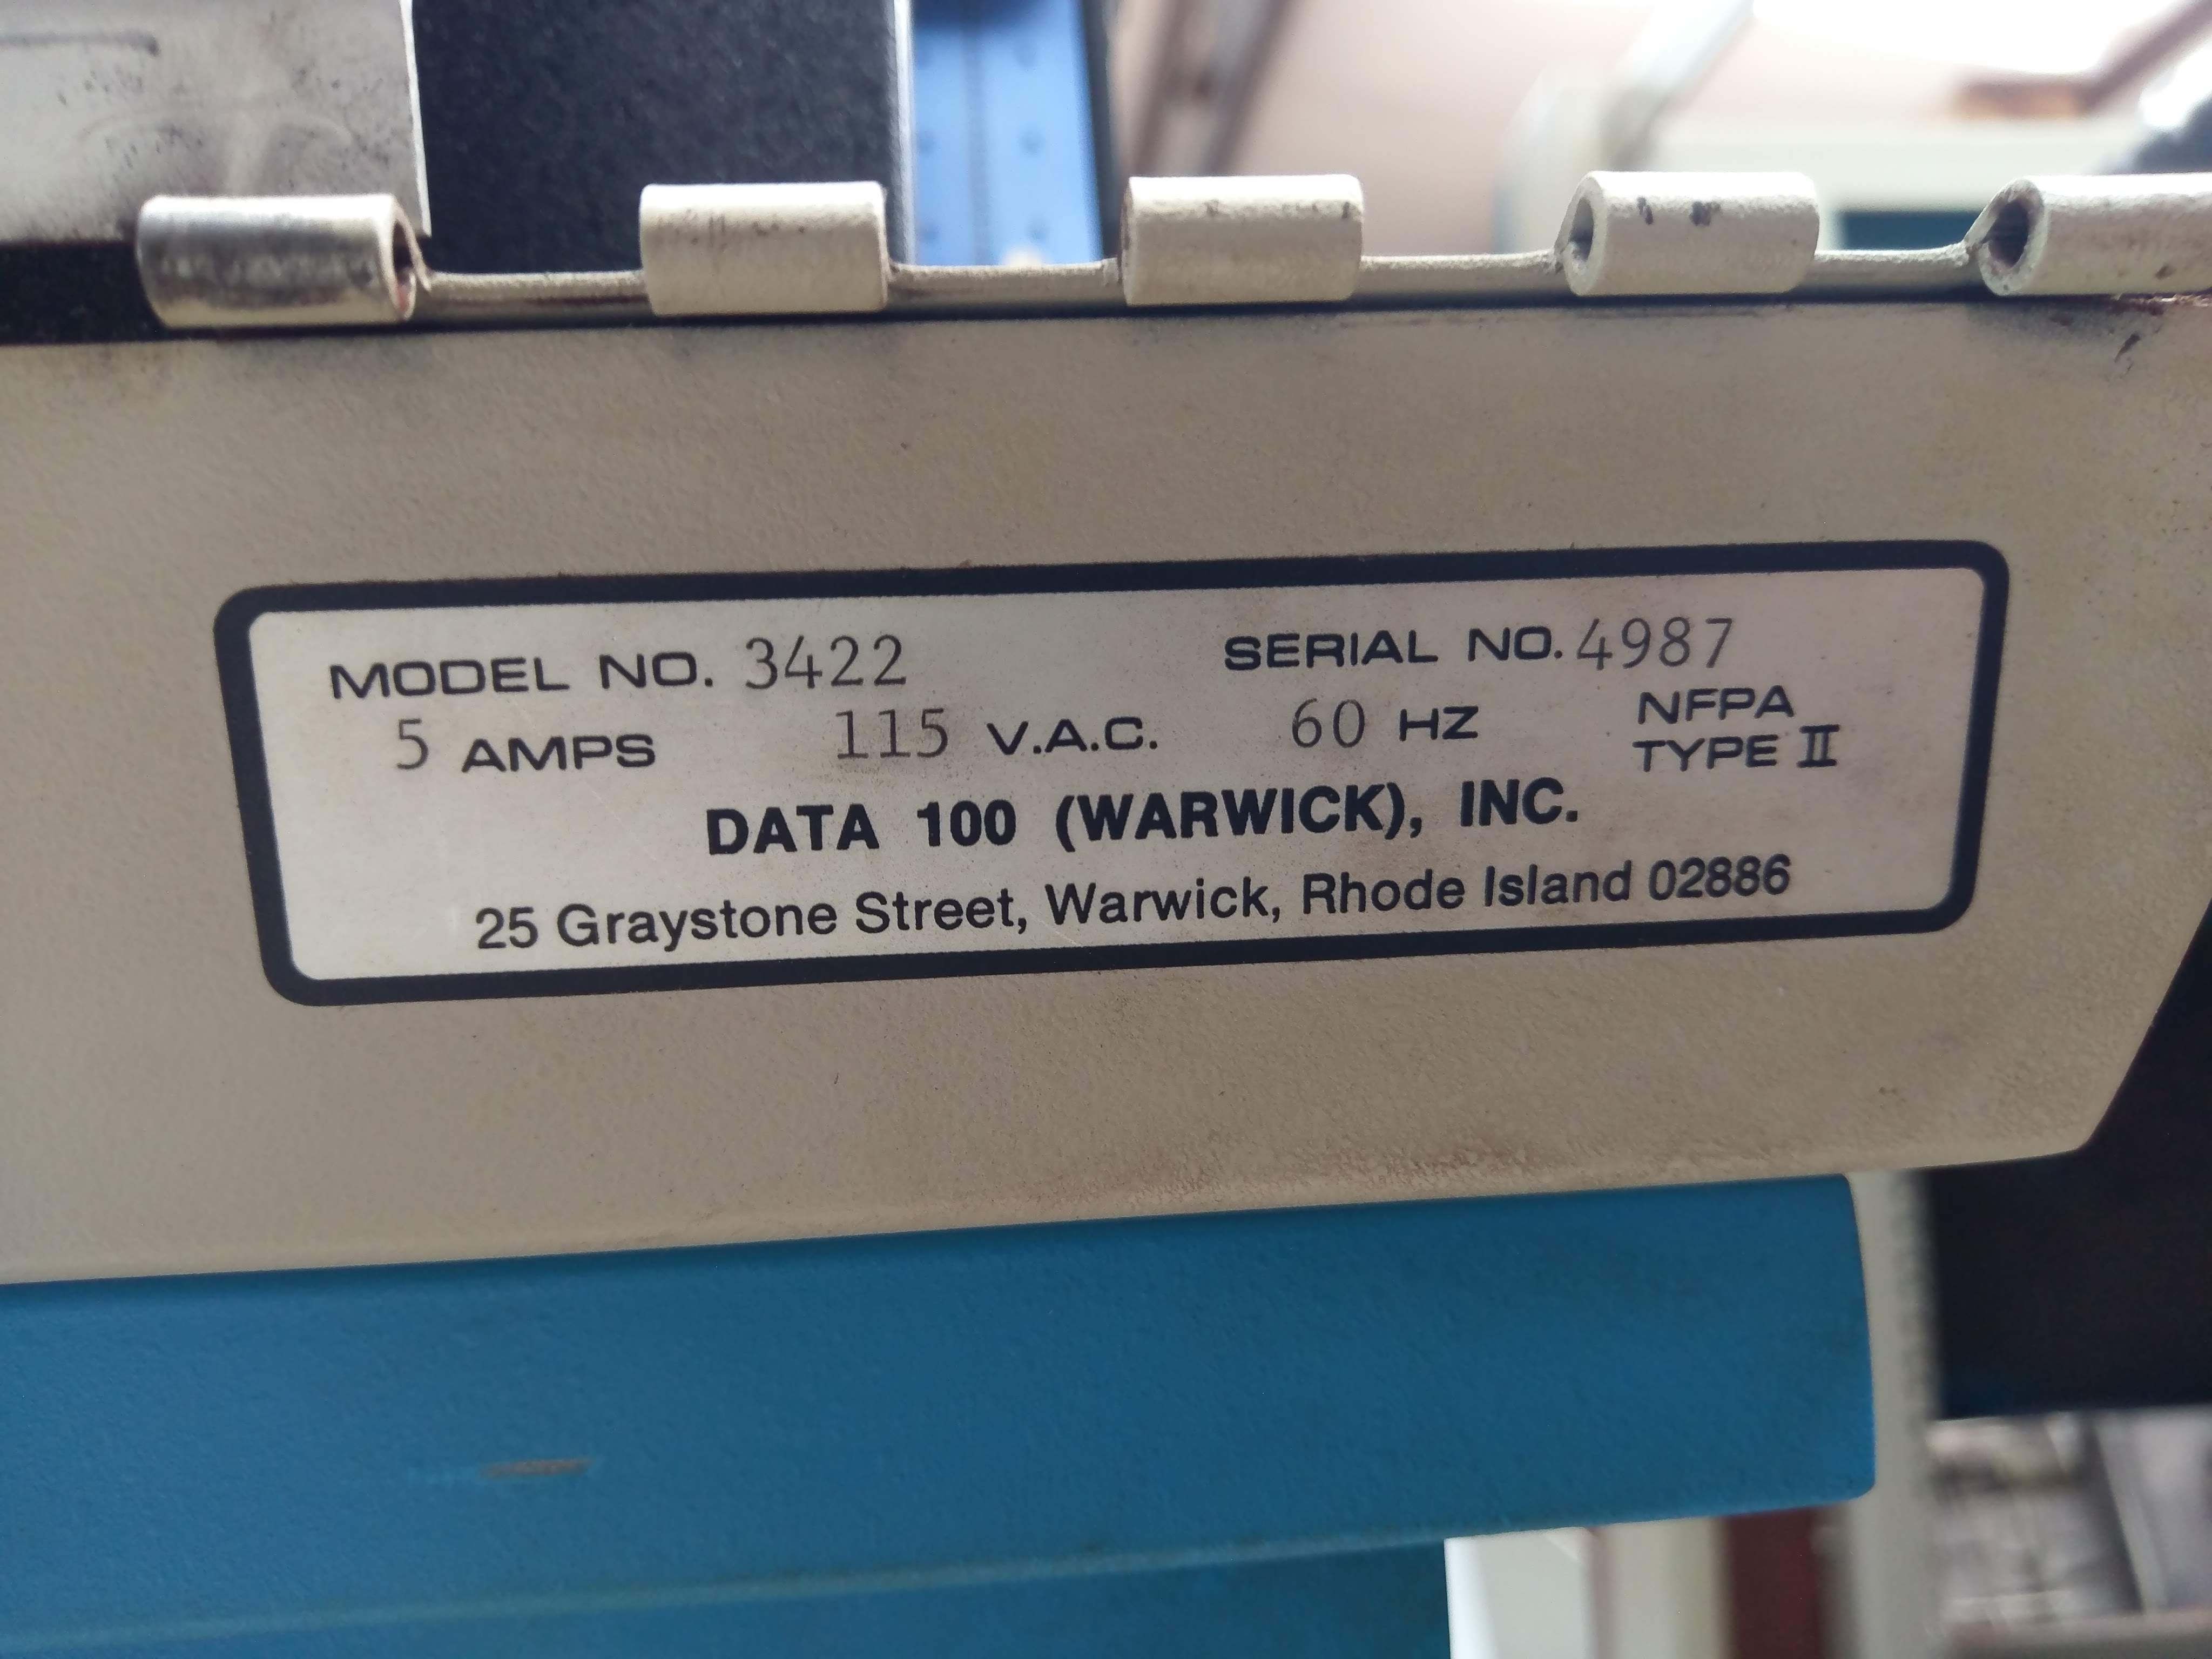 MODEL NO. 3422 SERIAL NO. 4987
5 AMPS 115 V.A.C. 60 HZ NFPA TYPE II
DATA 100 (WARWICK), INC.
25 Graystone Street, Warwick, Rhode Island 02886